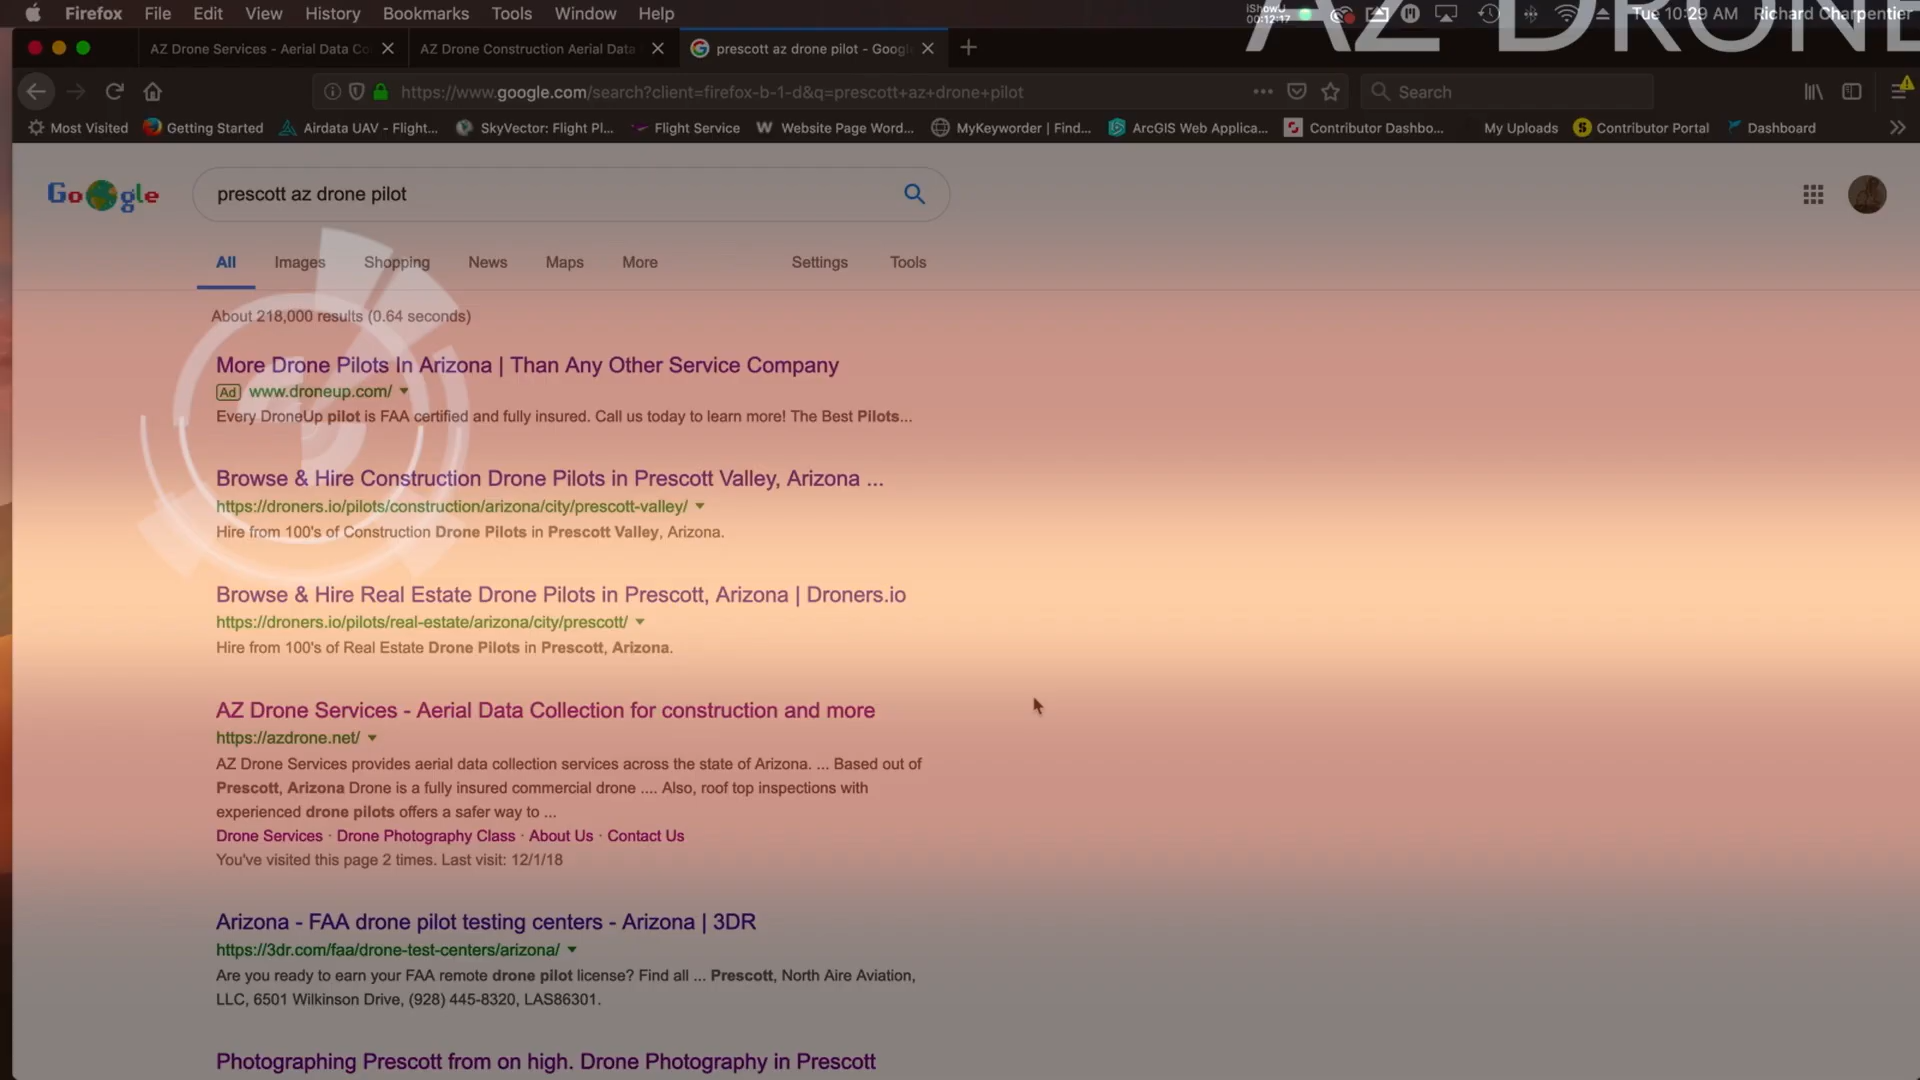 Firefox File Edit View History Bookmarks Tools Window Help
iShowU
00:12:17
Tue 10:29 AM Richard Charpentier
AZ DRONE
AZ Drone Services - Aerial Data Co
AZ Drone Construction Aerial Data
prescott az drone pilot - Googl
https://www.google.com/search?client=firefox-b-1-d&q=prescott+az+drone+pilot
Search
Most Visited Getting Started Airdata UAV - Flight... SkyVector: Flight Pl... Flight Service Website Page Word... MyKeyworder | Find... ArcGIS Web Applica... Contributor Dashbo... My Uploads Contributor Portal Dashboard
Google
prescott az drone pilot
All Images Shopping News Maps More Settings Tools
About 218,000 results (0.64 seconds)
More Drone Pilots In Arizona | Than Any Other Service Company
Ad www.droneup.com/
Every DroneUp pilot is FAA certified and fully insured. Call us today to learn more! The Best Pilots...
Browse & Hire Construction Drone Pilots in Prescott Valley, Arizona ...
https://droners.io/pilots/construction/arizona/city/prescott-valley/
Hire from 100's of Construction Drone Pilots in Prescott Valley, Arizona.
Browse & Hire Real Estate Drone Pilots in Prescott, Arizona | Droners.io
https://droners.io/pilots/real-estate/arizona/city/prescott/
Hire from 100's of Real Estate Drone Pilots in Prescott, Arizona.
AZ Drone Services - Aerial Data Collection for construction and more
https://azdrone.net/
AZ Drone Services provides aerial data collection services across the state of Arizona. ... Based out of
Prescott, Arizona Drone is a fully insured commercial drone .... Also, roof top inspections with
experienced drone pilots offers a safer way to ...
Drone Services · Drone Photography Class · About Us · Contact Us
You've visited this page 2 times. Last visit: 12/1/18
Arizona - FAA drone pilot testing centers - Arizona | 3DR
https://3dr.com/faa/drone-test-centers/arizona/
Are you ready to earn your FAA remote drone pilot license? Find all ... Prescott, North Aire Aviation,
LLC, 6501 Wilkinson Drive, (928) 445-8320, LAS86301.
Photographing Prescott from on high. Drone Photography in Prescott